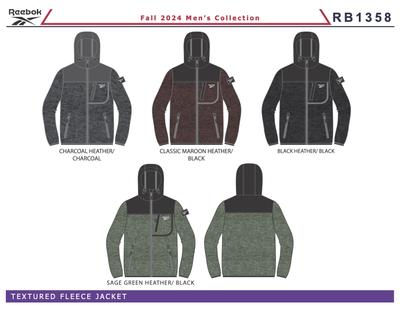 Reebok
Fall 2024 Men's Collection
RB1358
CHARCOAL HEATHER/
CHARCOAL
CLASSIC MAROON HEATHER/
BLACK
BLACK HEATHER/ BLACK
SAGE GREEN HEATHER/ BLACK
TEXTURED FLEECE JACKET